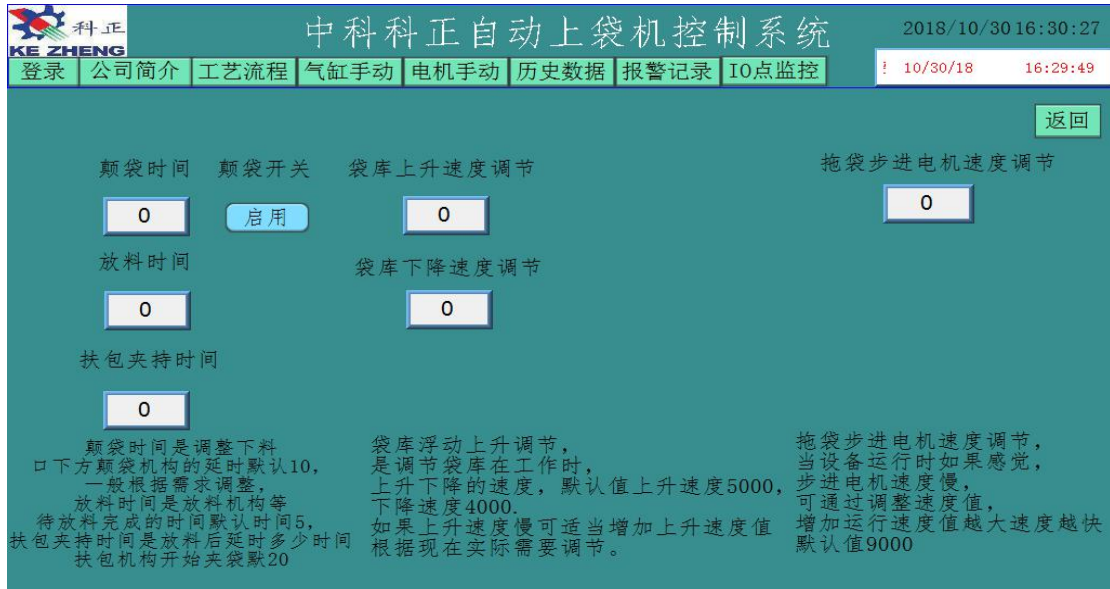 科正
KE ZHENG
中科科正自动上袋机控制系统
2018/10/30 16:30:27
登录 公司简介 工艺流程 气缸手动 电机手动 历史数据 报警记录 IO点监控
10/30/18 16:29:49
返回
颠袋时间 颠袋开关 袋库上升速度调节 拖袋步进电机速度调节
0 启用 0 0
放料时间 袋库下降速度调节
0 0
扶包夹持时间
0
颠袋时间是调整下料
口下方颠袋机构的延时默认10,
一般根据需求调整,
放料时间是放料机构等
待放料完成的时间默认时间5,
扶包夹持时间是放料后延时多少时间
扶包机构开始夹袋默20
袋库浮动上升调节,
是调节袋库在工作时,
上升下降的速度, 默认值上升速度5000,
下降速度4000.
如果上升速度慢可适当增加上升速度值
根据现在实际需要调节。
拖袋步进电机速度调节,
当设备运行时如果感觉,
步进电机速度慢,
可通过调整速度值,
增加运行速度值越大速度越快
默认值9000